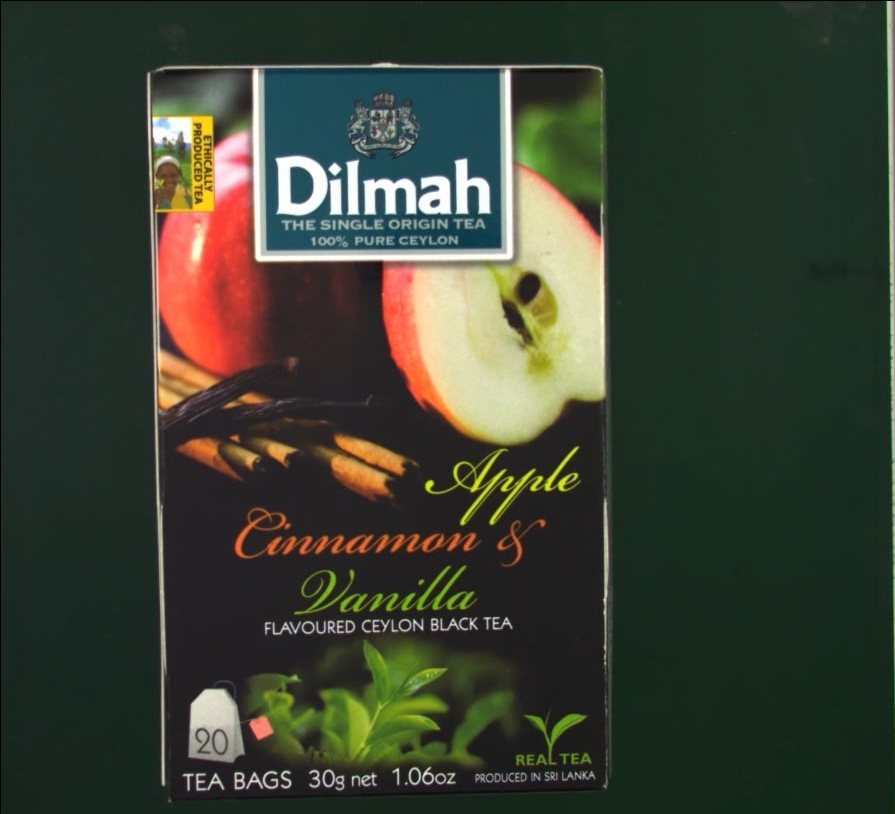 ETHICALLY
PRODUCED TEA
Dilmah
THE SINGLE ORIGIN TEA
100% PURE CEYLON
Apple
Cinnamon &
Vanilla
FLAVOURED CEYLON BLACK TEA
20
TEA BAGS 30g net 1.06oz
REAL TEA
PRODUCED IN SRI LANKA